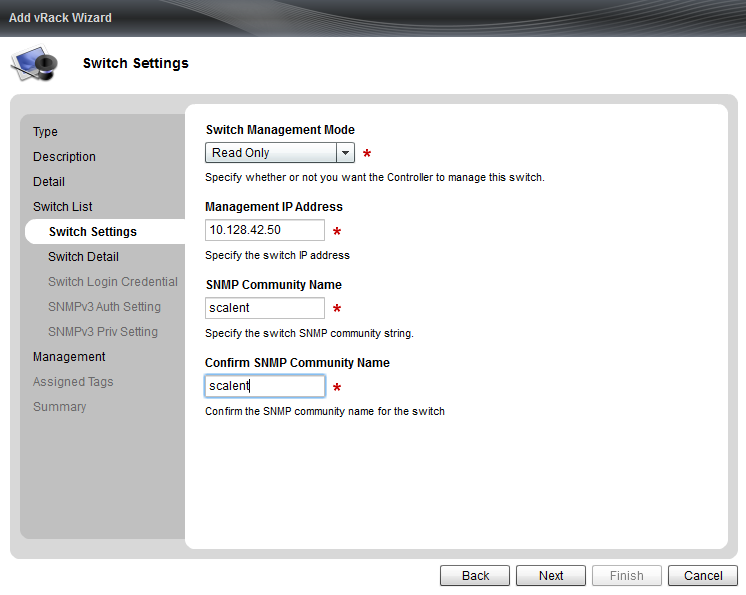 Add vRack Wizard
Switch Settings
Type
Description
Detail
Switch List
Switch Settings
Switch Detail
Switch Login Credential
SNMPv3 Auth Setting
SNMPv3 Priv Setting
Management
Assigned Tags
Summary
Switch Management Mode
Read Only *
Specify whether or not you want the Controller to manage this switch.
Management IP Address
10.128.42.50 *
Specify the switch IP address
SNMP Community Name
scalent *
Specify the switch SNMP community string.
Confirm SNMP Community Name
scalent *
Confirm the SNMP community name for the switch
Back Next Finish Cancel